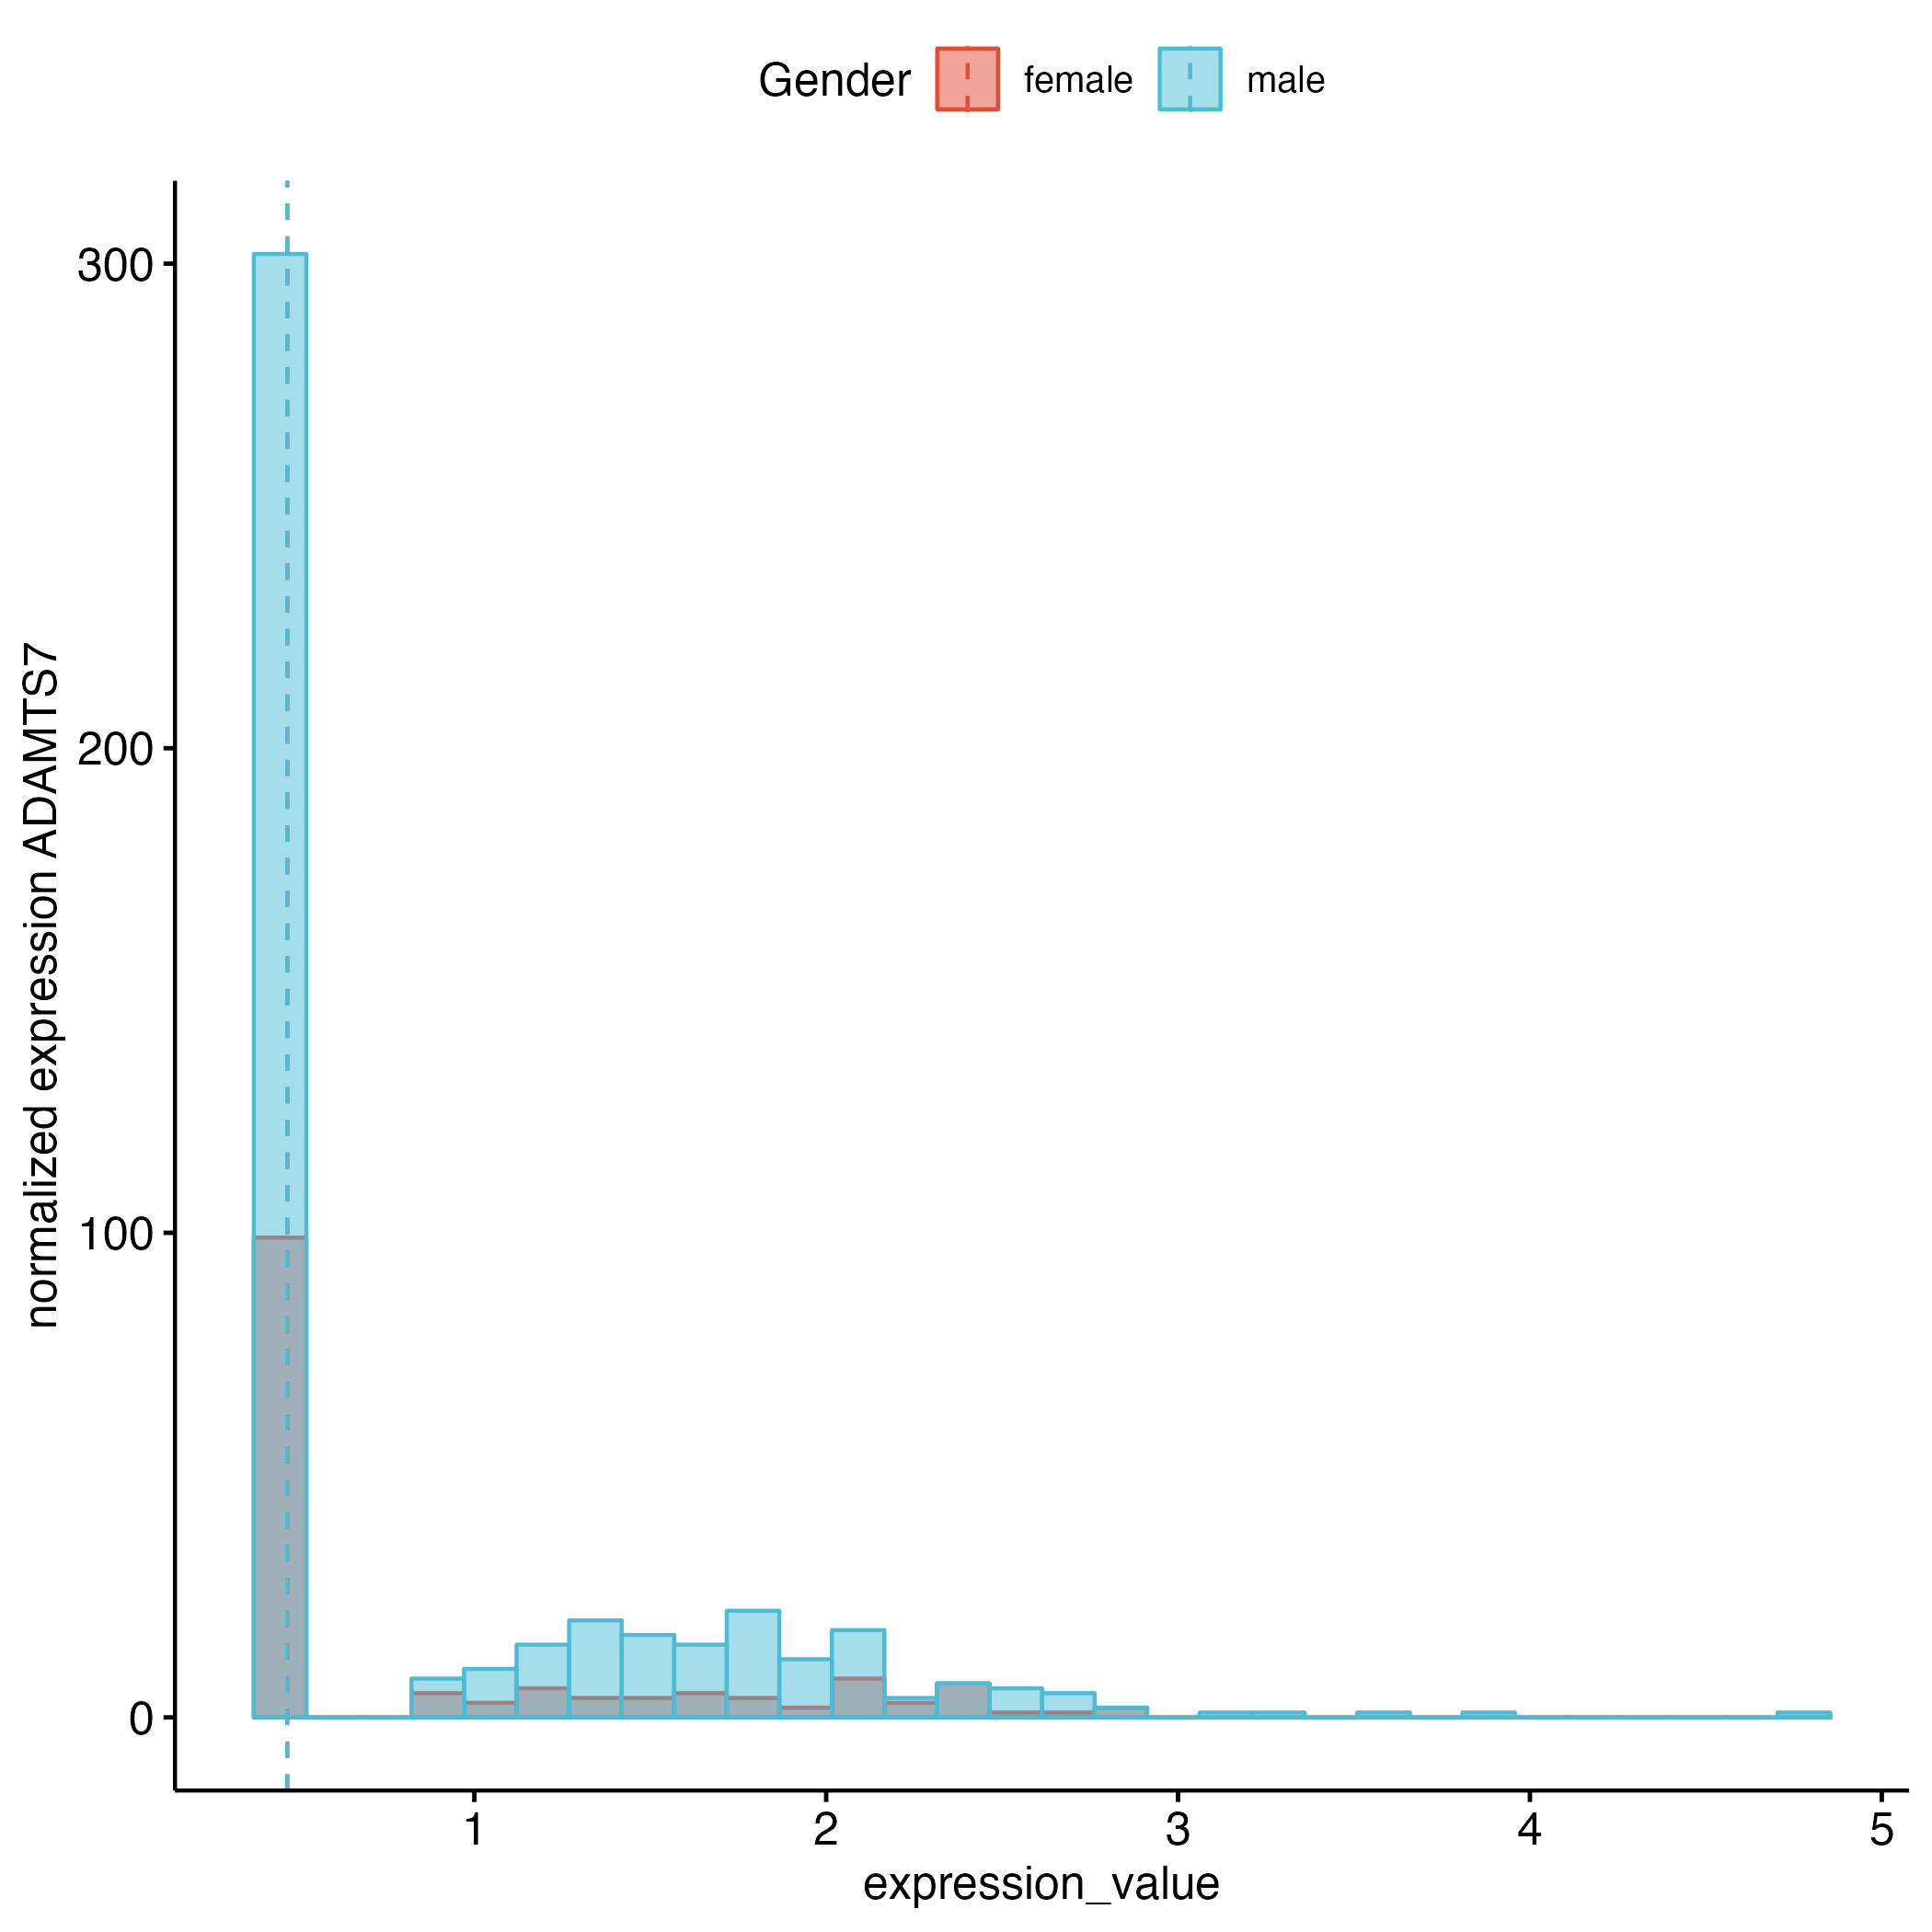 Gender female male
normalized expression ADAMTS7
300
200
100
0
1 2 3 4 5
expression_value